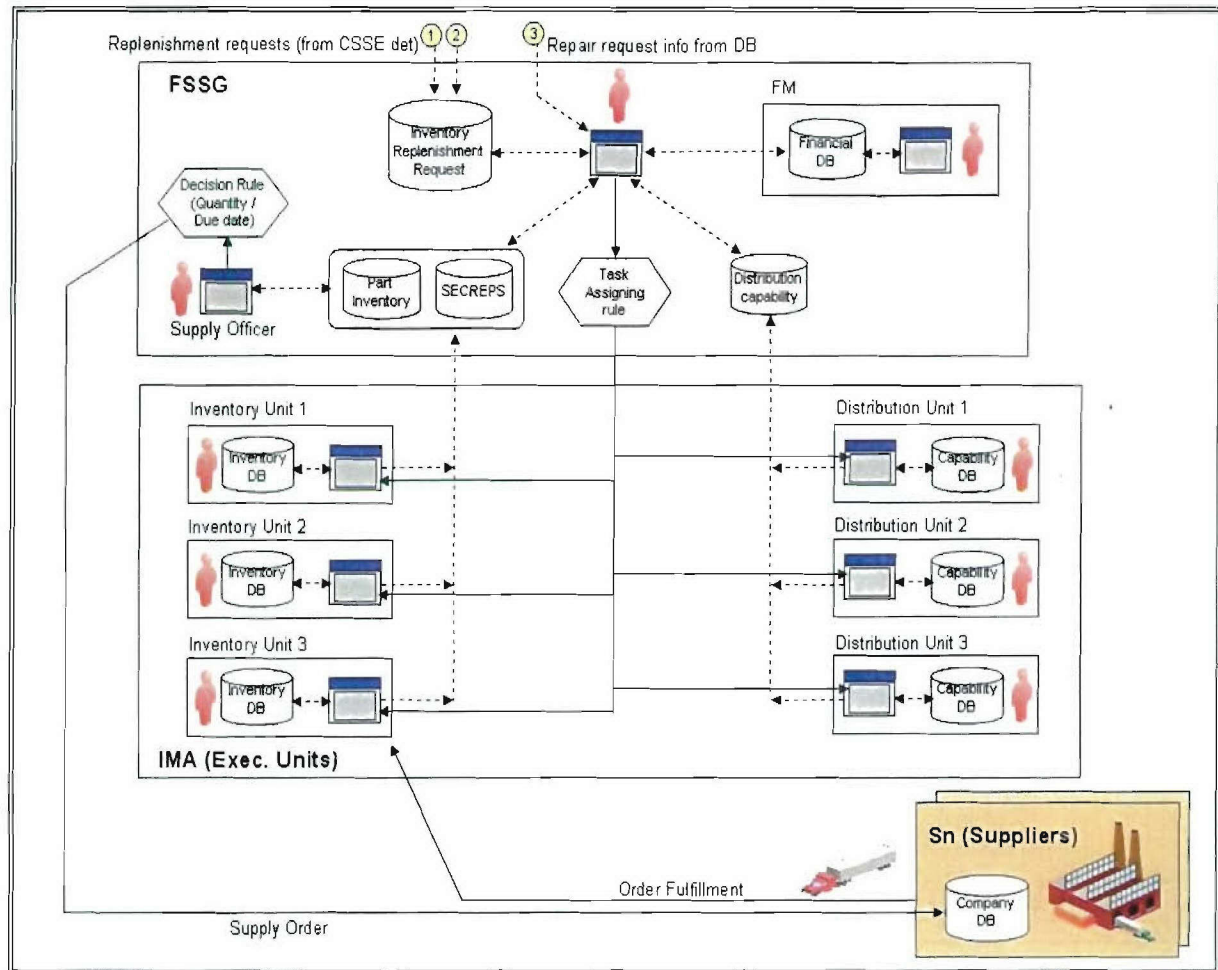 Replenishment requests (from CSSE det) 1 2
3 Repair request info from DB
FSSG
FM
Inventory
Replenishment
Request
Financial
DB
Decision Rule
(Quantity /
Due date)
Part
Inventory
SECREPS
Task
Assigning
rule
Distribution
capability
Supply Officer
Inventory Unit 1
Distribution Unit 1
Inventory
DB
Capability
DB
Inventory Unit 2
Distribution Unit 2
Inventory
DB
Capability
DB
Inventory Unit 3
Distribution Unit 3
Inventory
DB
Capability
DB
IMA (Exec. Units)
Sn (Suppliers)
Order Fulfillment
Company
DB
Supply Order